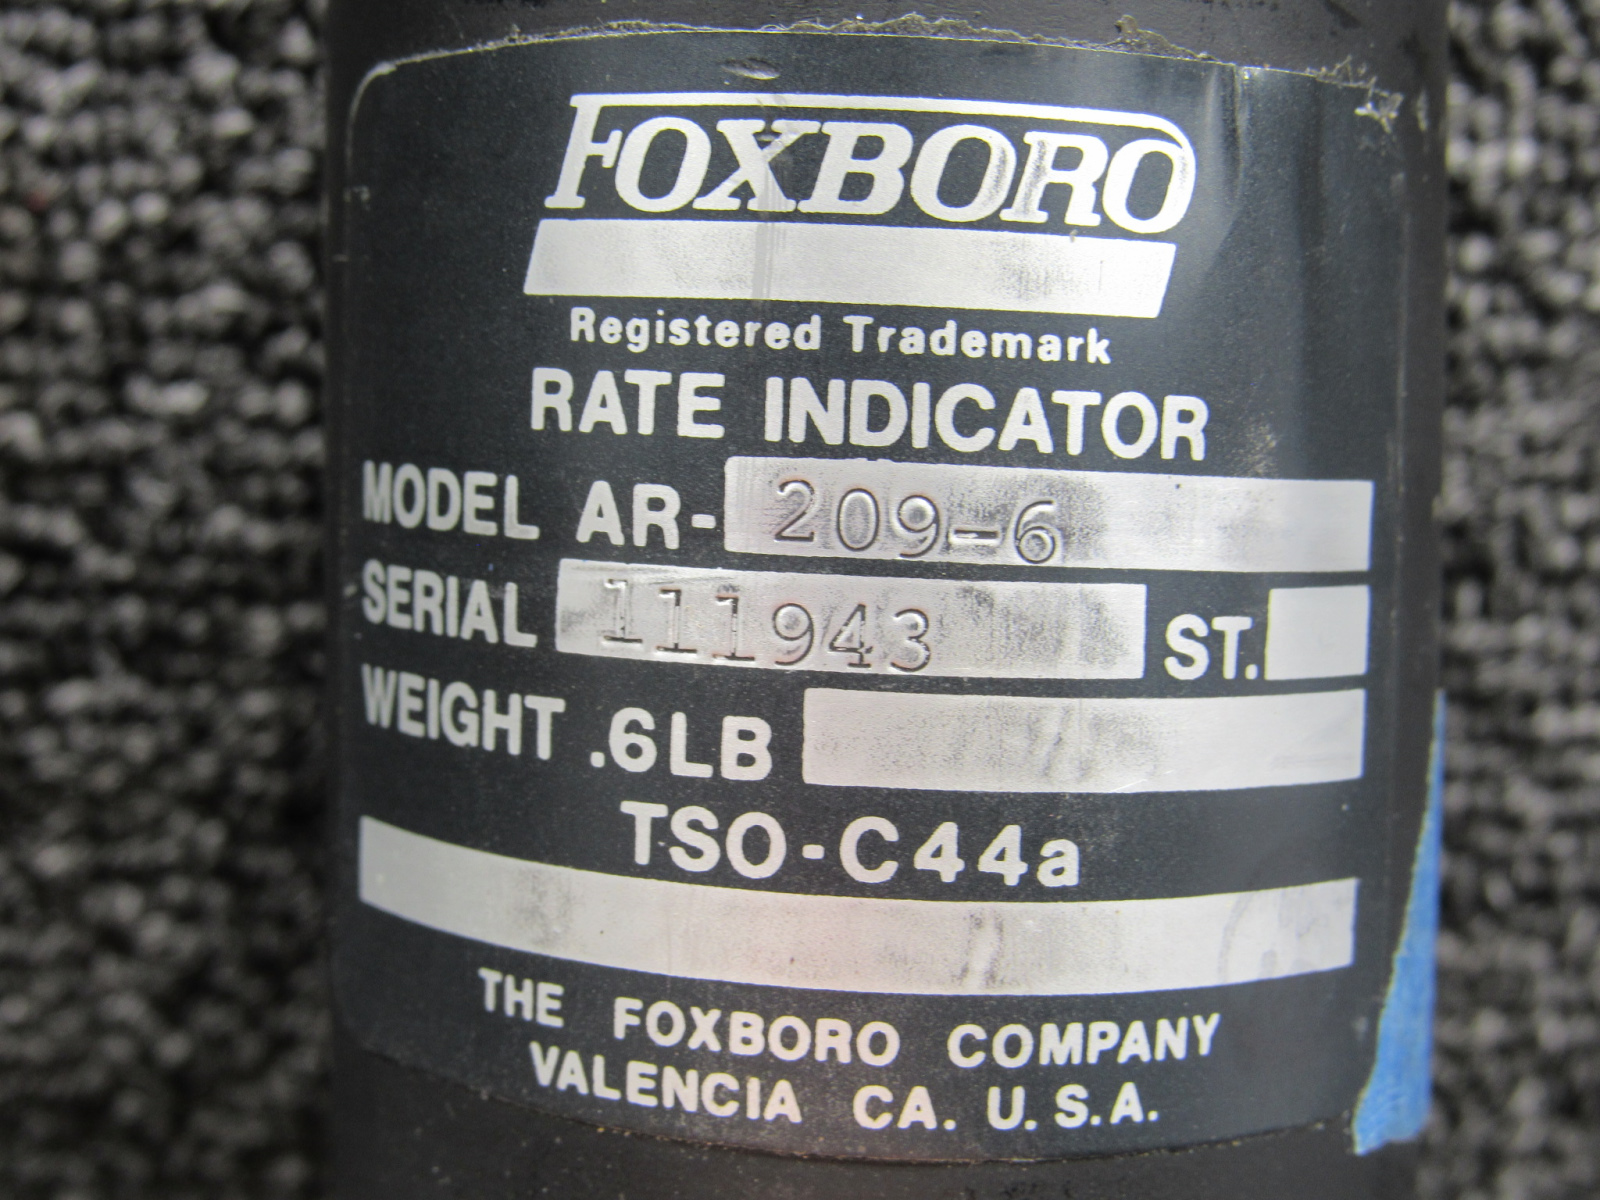 FOXBORO
Registered Trademark
RATE INDICATOR
MODEL AR-209-6
SERIAL 111943 ST.
WEIGHT .6LB
TSO-C44a
THE FOXBORO COMPANY
VALENCIA CA. U.S.A.